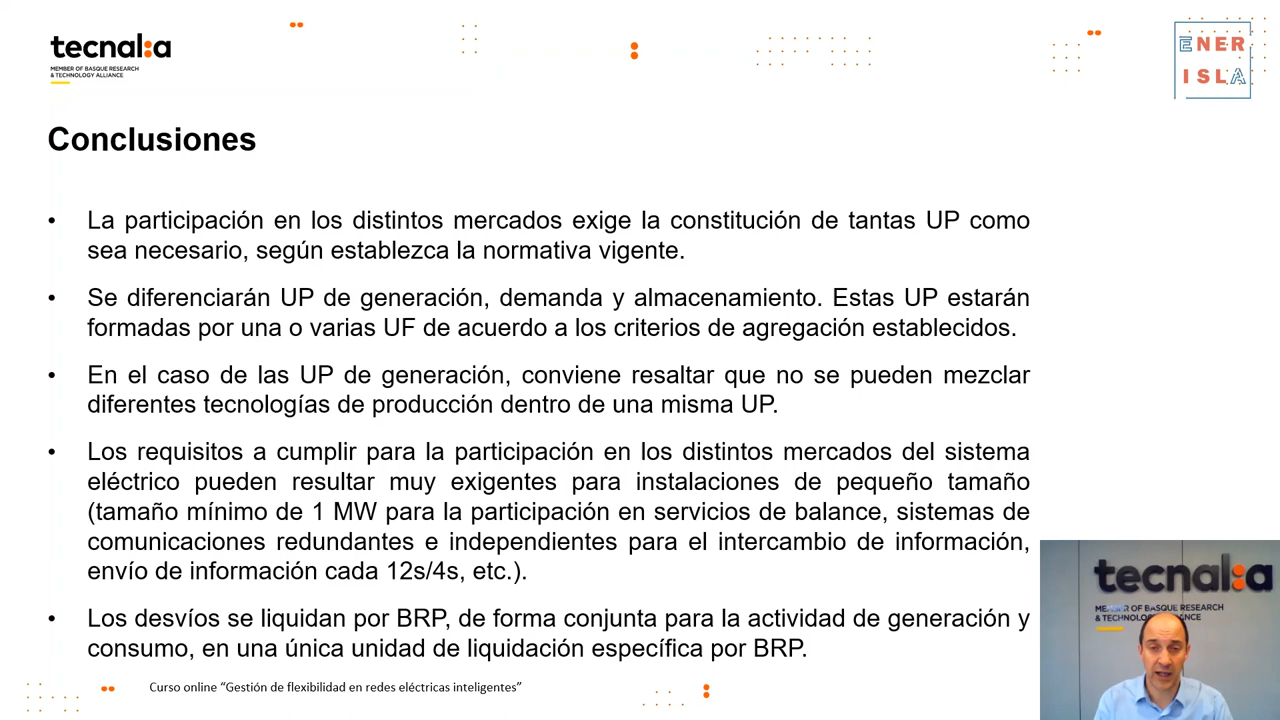 tecnalia
MEMBER OF BASQUE RESEARCH
& TECHNOLOGY ALLIANCE
ENER
ISLA
Conclusiones
• La participación en los distintos mercados exige la constitución de tantas UP como
sea necesario, según establezca la normativa vigente.
• Se diferenciarán UP de generación, demanda y almacenamiento. Estas UP estarán
formadas por una o varias UF de acuerdo a los criterios de agregación establecidos.
• En el caso de las UP de generación, conviene resaltar que no se pueden mezclar
diferentes tecnologías de producción dentro de una misma UP.
• Los requisitos a cumplir para la participación en los distintos mercados del sistema
eléctrico pueden resultar muy exigentes para instalaciones de pequeño tamaño
(tamaño mínimo de 1 MW para la participación en servicios de balance, sistemas de
comunicaciones redundantes e independientes para el intercambio de información,
envío de información cada 12s/4s, etc.).
• Los desvíos se liquidan por BRP, de forma conjunta para la actividad de generación y
consumo, en una única unidad de liquidación específica por BRP.
Curso online “Gestión de flexibilidad en redes eléctricas inteligentes”
tecnalia
MEMBER OF BASQUE RESEARCH
& TECHNOLOGY ALLIANCE